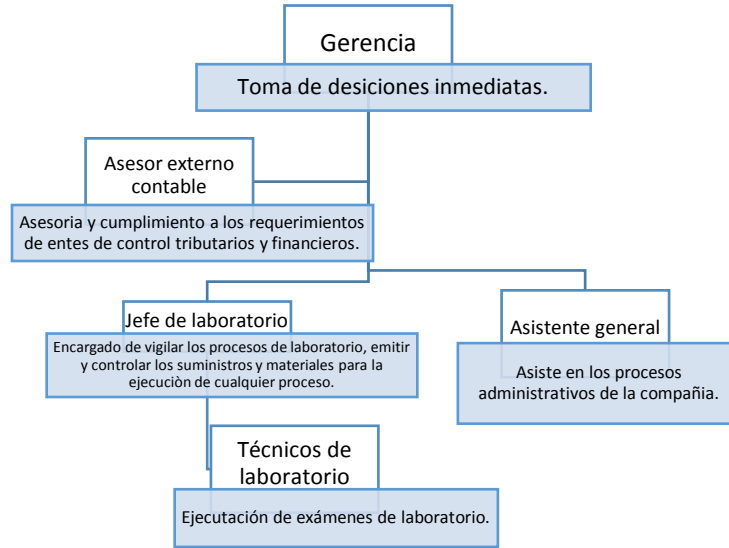 Gerencia
Toma de desiciones inmediatas.
Asesor externo
contable
Asesoria y cumplimiento a los requerimientos
de entes de control tributarios y financieros.
Jefe de laboratorio
Encargado de vigilar los procesos de laboratorio, emitir
y controlar los suministros y materiales para la
ejecuciòn de cualquier proceso.
Asistente general
Asiste en los procesos
administrativos de la compañia.
Técnicos de
laboratorio
Ejecutación de exámenes de laboratorio.